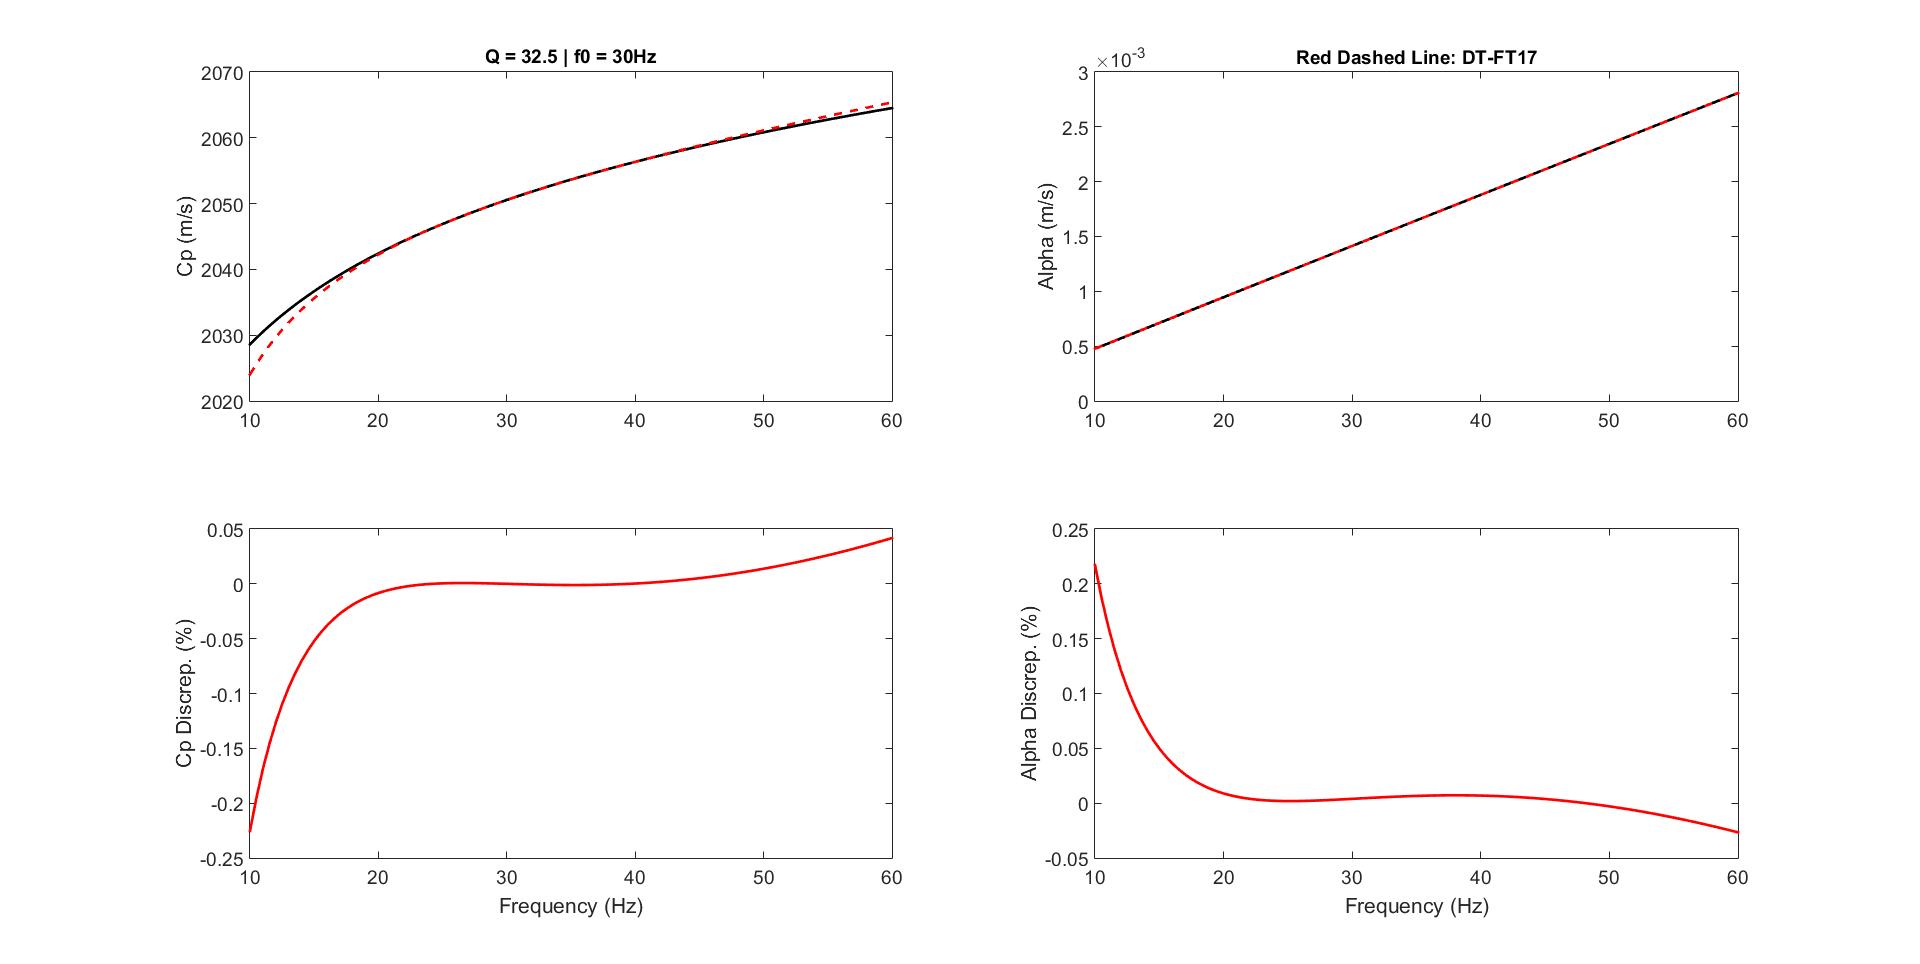 Q = 32.5 | f0 = 30Hz
2070
2060
2050
2040
2030
2020
Cp (m/s)
10 20 30 40 50 60
Red Dashed Line: DT-FT17
×10-3
3
2.5
2
1.5
1
0.5
0
Alpha (m/s)
10 20 30 40 50 60
0.05
0
-0.05
-0.1
-0.15
-0.2
-0.25
Cp Discrep. (%)
10 20 30 40 50 60
Frequency (Hz)
0.25
0.2
0.15
0.1
0.05
0
-0.05
Alpha Discrep. (%)
10 20 30 40 50 60
Frequency (Hz)